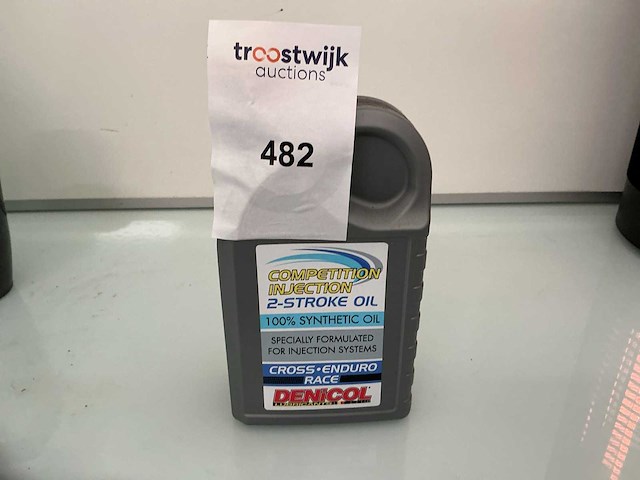 troostwijk
auctions
482
COMPETITION
INJECTION
2-STROKE OIL
100% SYNTHETIC OIL
SPECIALLY FORMULATED
FOR INJECTION SYSTEMS
CROSS•ENDURO
RACE
DENICOL